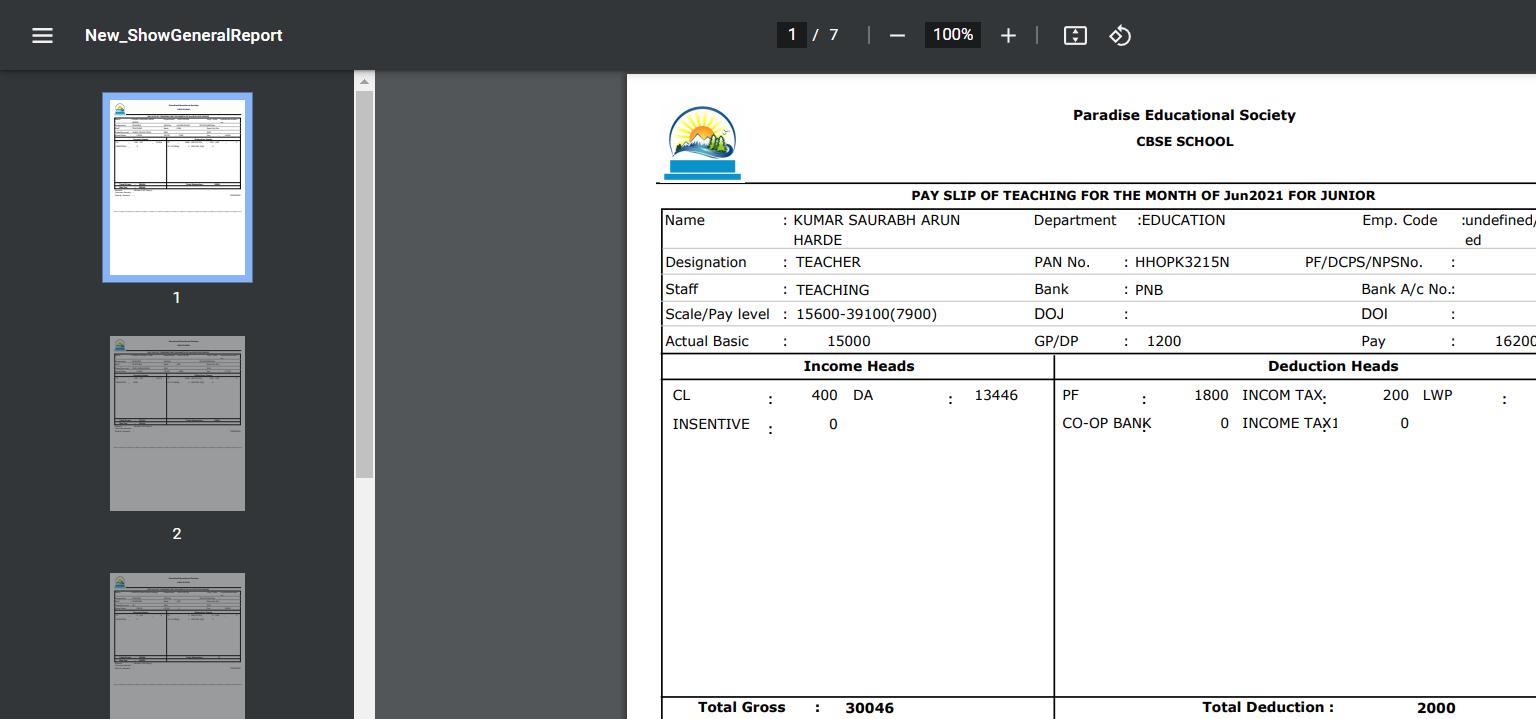 New_ShowGeneralReport 1 / 7 100%
1
2
Paradise Educational Society
CBSE SCHOOL
PAY SLIP OF TEACHING FOR THE MONTH OF Jun2021 FOR JUNIOR
Name : KUMAR SAURABH ARUN Department :EDUCATION Emp. Code :undefined/
HARDE ed
Designation : TEACHER PAN No. : HHOPK3215N PF/DCPS/NPSNo. :
Staff : TEACHING Bank : PNB Bank A/c No.:
Scale/Pay level : 15600-39100(7900) DOJ : DOI :
Actual Basic : 15000 GP/DP : 1200 Pay : 16200
Income Heads Deduction Heads
CL : 400 DA : 13446 PF : 1800 INCOM TAX : 200 LWP :
INSENTIVE : 0 CO-OP BANK : 0 INCOME TAX1 : 0
Total Gross : 30046 Total Deduction : 2000